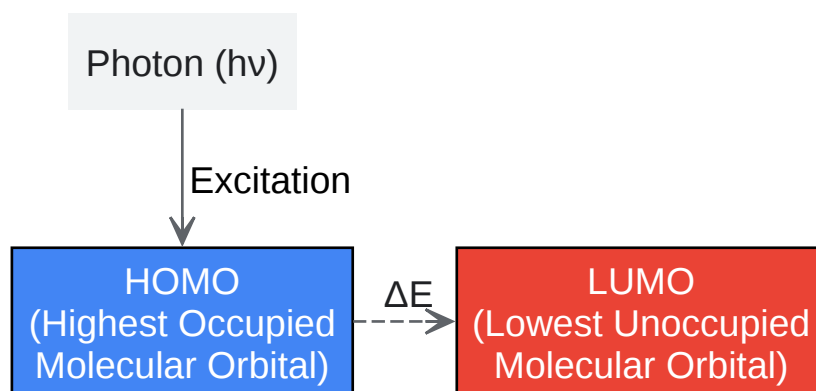 Photon (hν)
Excitation
HOMO
(Highest Occupied
Molecular Orbital)
ΔE
LUMO
(Lowest Unoccupied
Molecular Orbital)